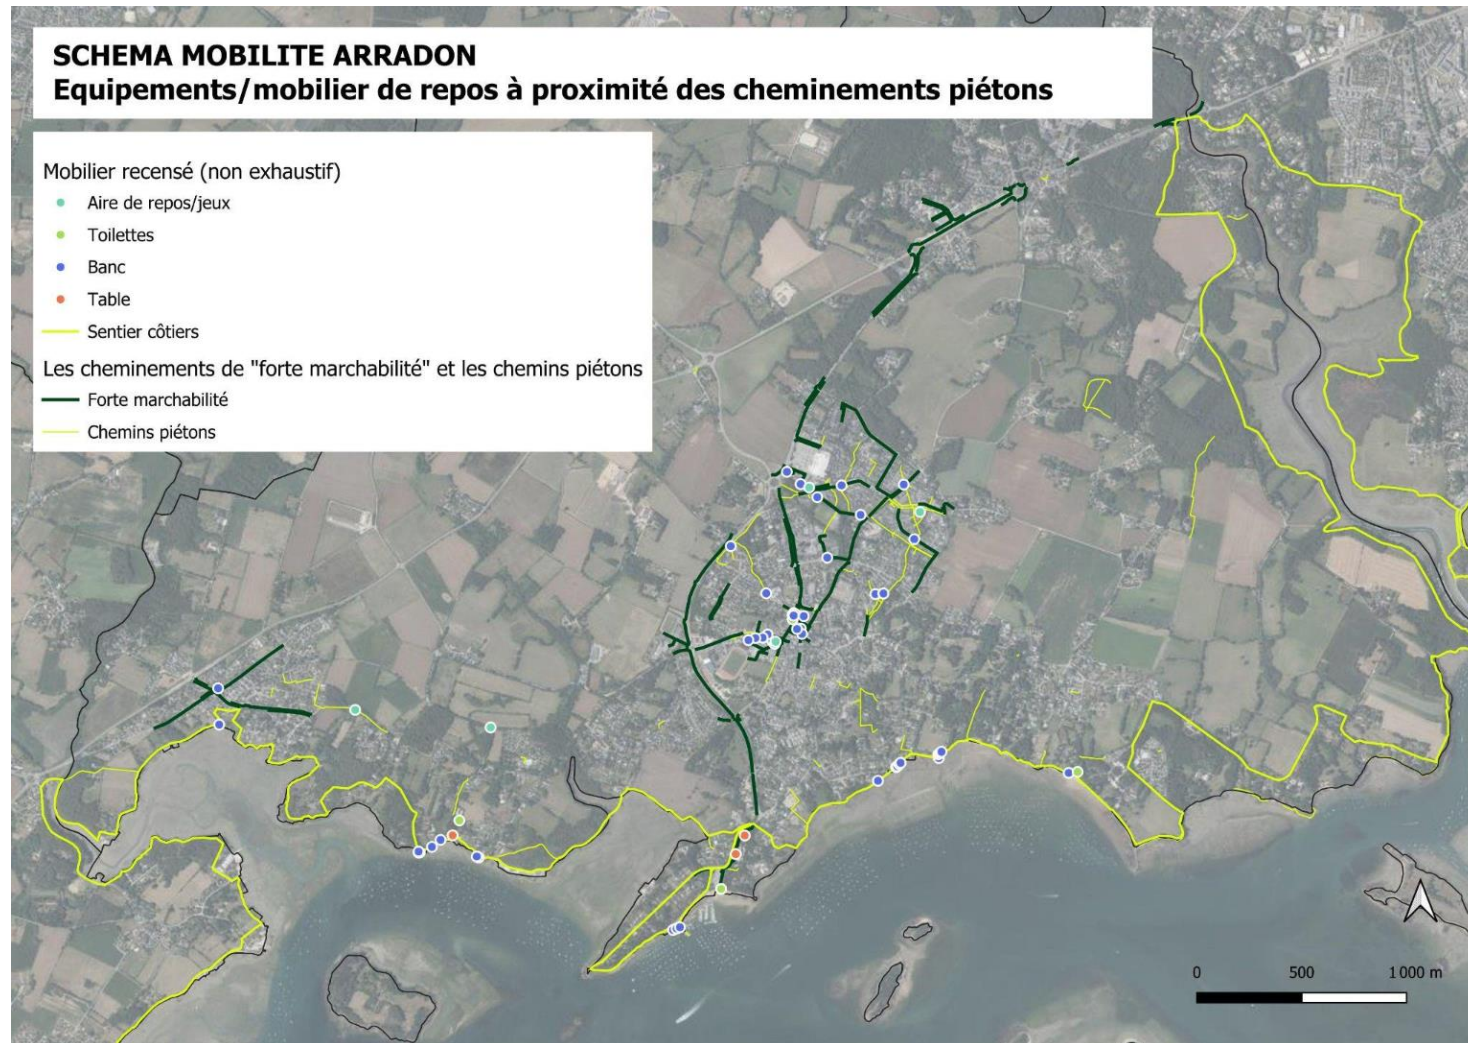 SCHEMA MOBILITE ARRADON
Equipements/mobilier de repos à proximité des cheminements piétons
Mobilier recensé (non exhaustif)
Aire de repos/jeux
Toilettes
Banc
Table
Sentier côtiers
Les cheminements de "forte marchabilité" et les chemins piétons
Forte marchabilité
Chemins piétons
0 500 1 000 m